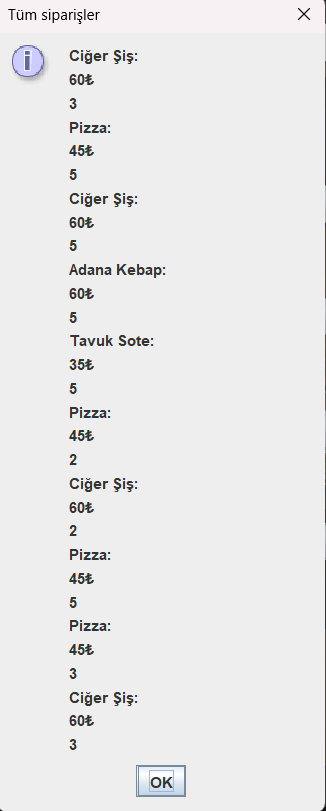 Tüm siparişler
Ciğer Şiş:
60₺
3
Pizza:
45₺
5
Ciğer Şiş:
60₺
5
Adana Kebap:
60₺
5
Tavuk Sote:
35₺
5
Pizza:
45₺
2
Ciğer Şiş:
60₺
2
Pizza:
45₺
5
Pizza:
45₺
3
Ciğer Şiş:
60₺
3
OK